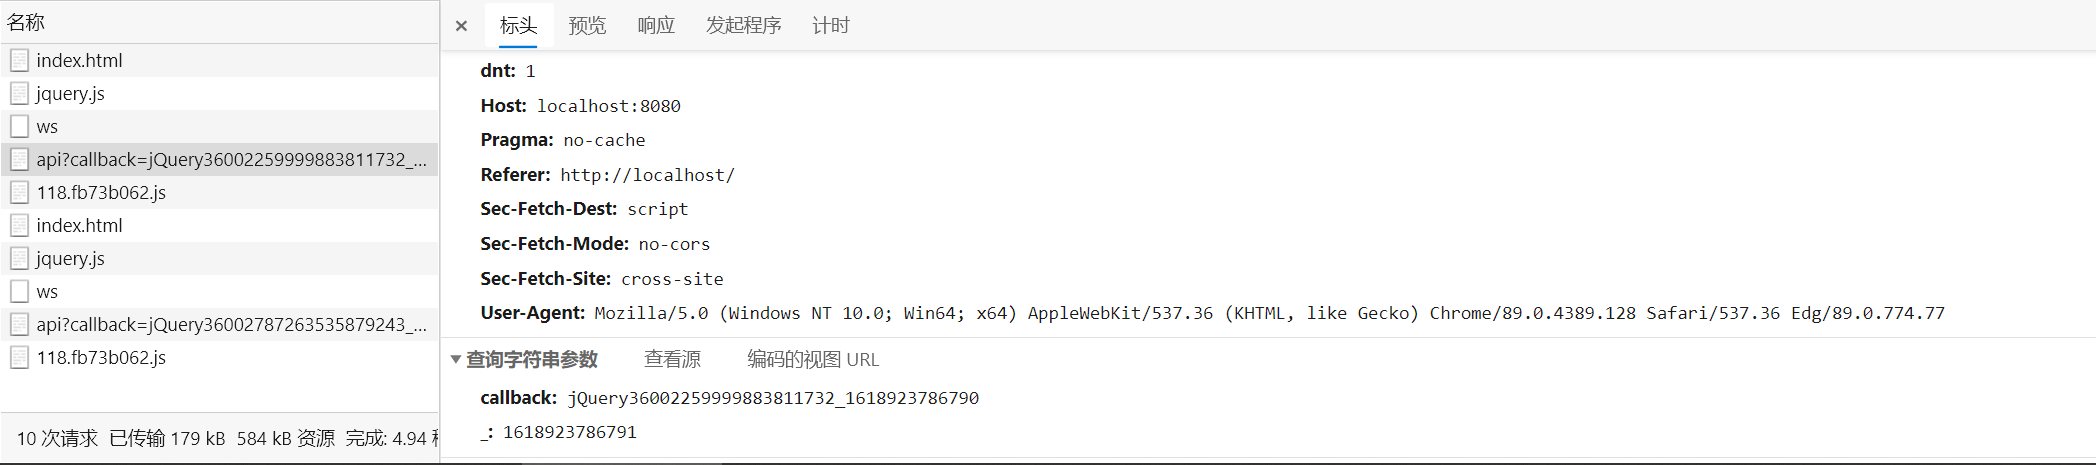 名称
index.html
jquery.js
ws
api?callback=jQuery36002259999883811732_...
118.fb73b062.js
index.html
jquery.js
ws
api?callback=jQuery36002787263535879243_...
118.fb73b062.js
10 次请求 已传输 179 kB 584 kB 资源 完成: 4.94
× 标头 预览 响应 发起程序 计时
dnt: 1
Host: localhost:8080
Pragma: no-cache
Referer: http://localhost/
Sec-Fetch-Dest: script
Sec-Fetch-Mode: no-cors
Sec-Fetch-Site: cross-site
User-Agent: Mozilla/5.0 (Windows NT 10.0; Win64; x64) AppleWebKit/537.36 (KHTML, like Gecko) Chrome/89.0.4389.128 Safari/537.36 Edg/89.0.774.77
查询字符串参数 查看源 编码的视图 URL
callback: jQuery36002259999883811732_1618923786790
_: 1618923786791